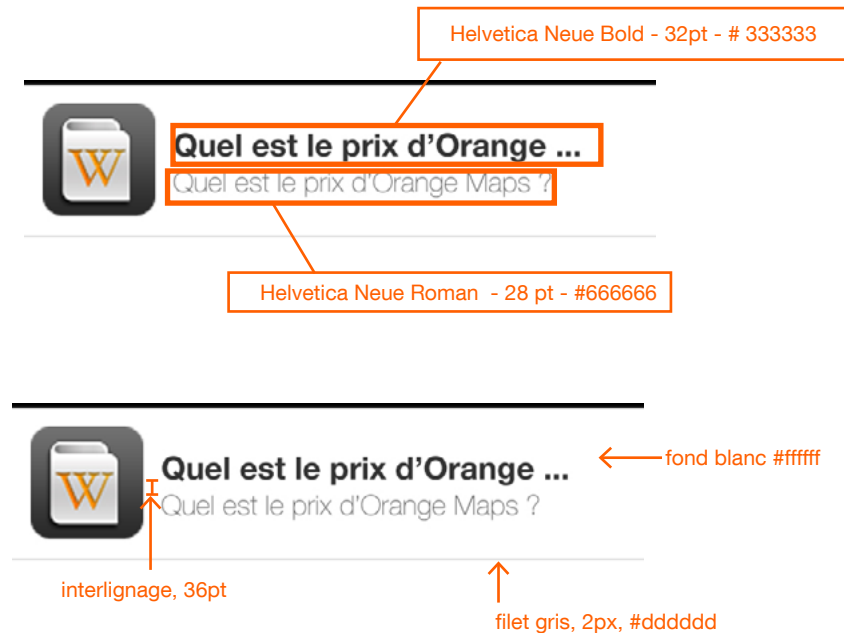 Helvetica Neue Bold - 32pt - # 333333
W
Quel est le prix d’Orange ...
Quel est le prix d’Orange Maps ?
Helvetica Neue Roman - 28 pt - #666666
W
Quel est le prix d’Orange ...
fond blanc #ffffff
Quel est le prix d’Orange Maps ?
interlignage, 36pt
filet gris, 2px, #dddddd